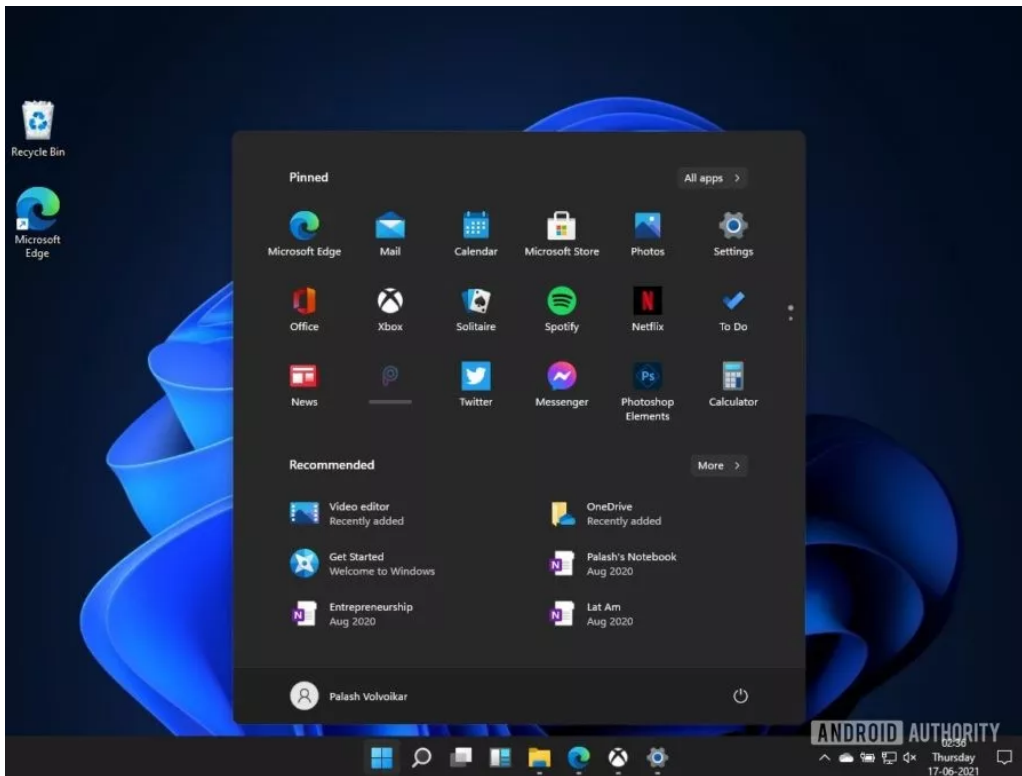 Recycle Bin
Microsoft
Edge
Pinned
All apps
Microsoft Edge
Mail
Calendar
Microsoft Store
Photos
Settings
Office
Xbox
Solitaire
Spotify
N
Netflix
To Do
News
Twitter
Messenger
Ps
Photoshop
Elements
Calculator
Recommended
More
Video editor
Recently added
OneDrive
Recently added
Get Started
Welcome to Windows
N
Palash's Notebook
Aug 2020
N
Entrepreneurship
Aug 2020
N
Lat Am
Aug 2020
Palash Volvoikar
ANDROID AUTHORITY
02:36
Thursday
17-06-2021